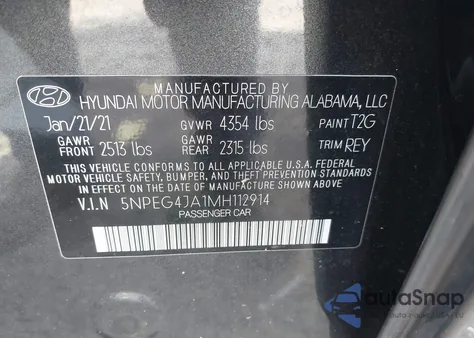 MANUFACTURED BY
HYUNDAI MOTOR MANUFACTURING ALABAMA, LLC
Jan/21/21 GVWR 4354 lbs PAINT T2G
GAWR FRONT 2513 lbs GAWR REAR 2315 lbs TRIM REY
THIS VEHICLE CONFORMS TO ALL APPLICABLE U.S.A. FEDERAL
MOTOR VEHICLE SAFETY, BUMPER, AND THEFT PREVENTION STANDARDS
IN EFFECT ON THE DATE OF MANUFACTURE SHOWN ABOVE.
V.I.N 5NPEG4JA1MH112914
PASSENGER CAR
autaSnap